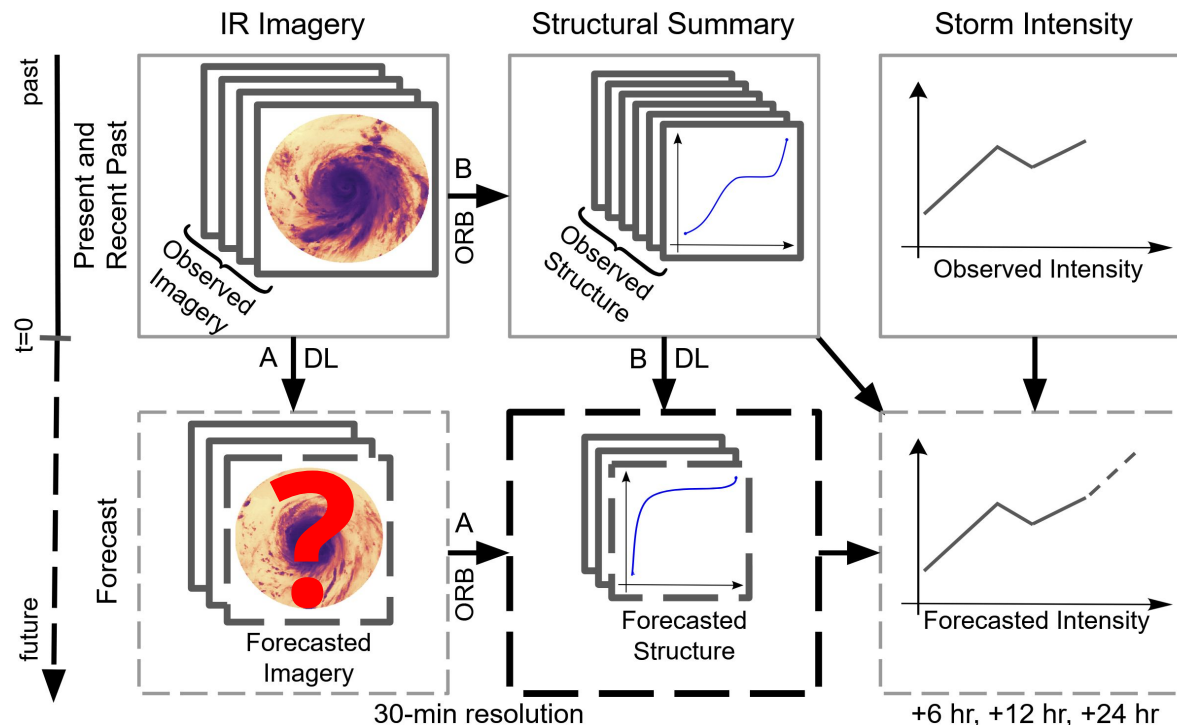 IR Imagery
Structural Summary
Storm Intensity
past
Present and
Recent Past
t=0
Observed
Imagery
B
ORB
Observed
Structure
Observed Intensity
A DL
B DL
Forecast
future
?
Forecasted
Imagery
A
ORB
Forecasted
Structure
Forecasted Intensity
30-min resolution
+6 hr, +12 hr, +24 hr